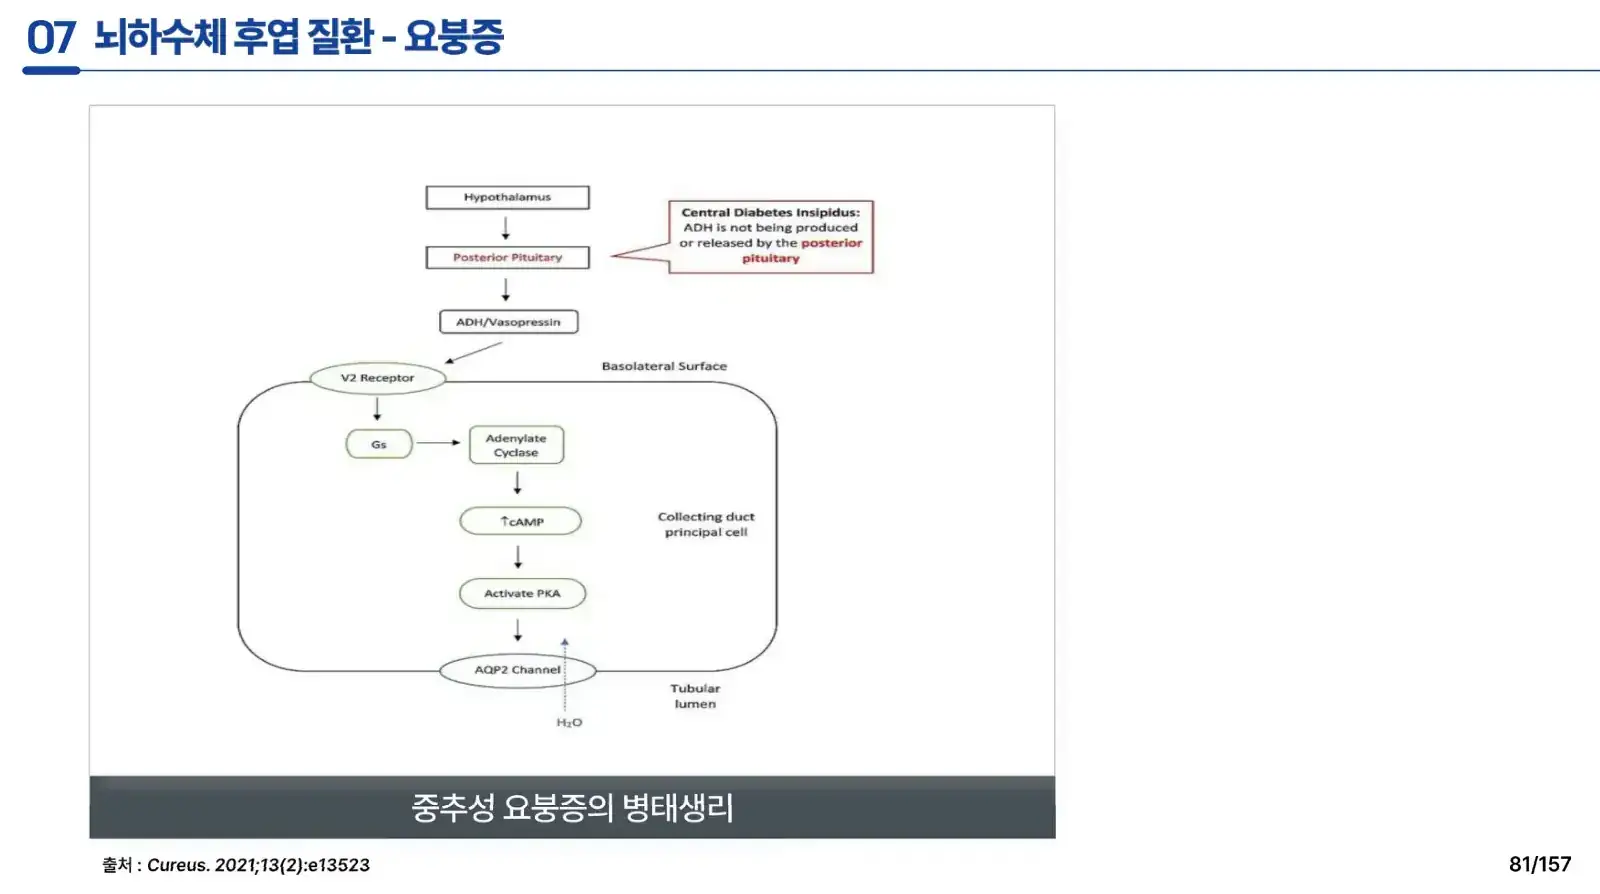 07 뇌하수체 후엽 질환 - 요붕증
Hypothalamus
Central Diabetes Insipidus:
ADH is not being produced
or released by the posterior
pituitary
Posterior Pituitary
ADH/Vasopressin
Basolateral Surface
V2 Receptor
Gs
Adenylate
Cyclase
↑cAMP
Collecting duct
principal cell
Activate PKA
AQP2 Channel
Tubular
lumen
H₂O
중추성 요붕증의 병태생리
출처 : Cureus. 2021;13(2):e13523
81/157